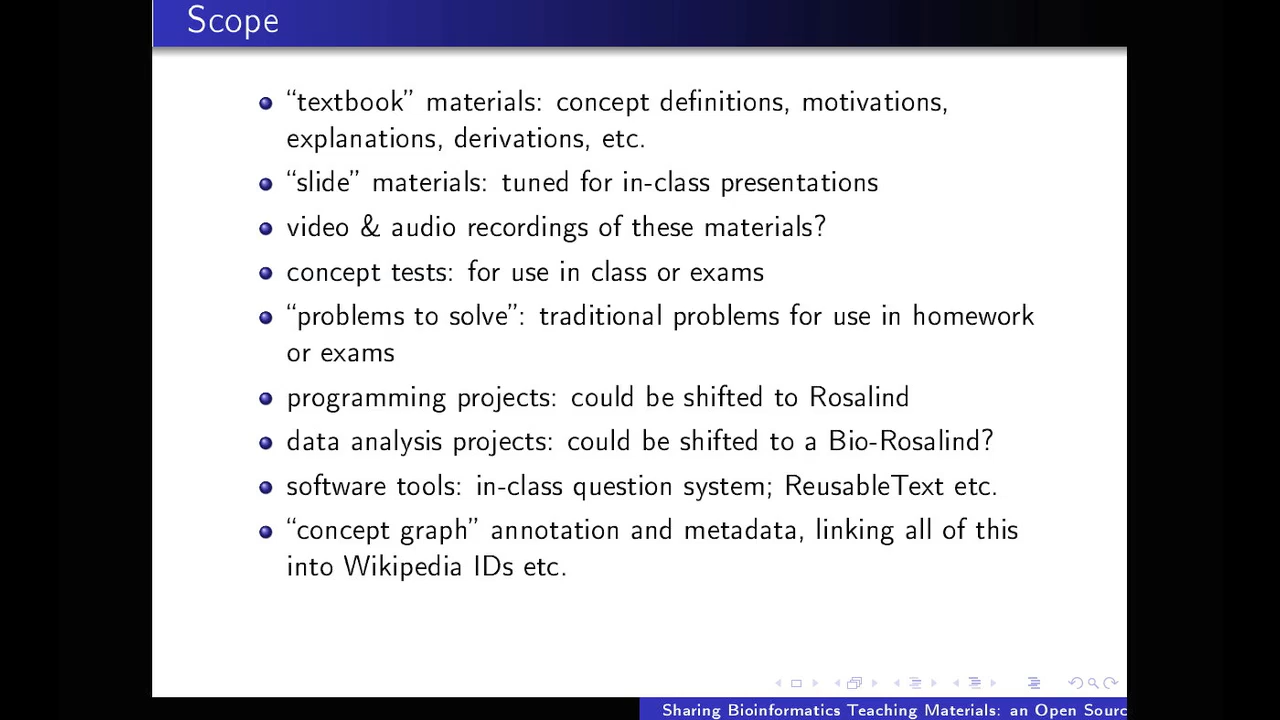 Scope
“textbook” materials: concept definitions, motivations,
explanations, derivations, etc.
“slide” materials: tuned for in-class presentations
video & audio recordings of these materials?
concept tests: for use in class or exams
“problems to solve”: traditional problems for use in homework
or exams
programming projects: could be shifted to Rosalind
data analysis projects: could be shifted to a Bio-Rosalind?
software tools: in-class question system; ReusableText etc.
“concept graph” annotation and metadata, linking all of this
into Wikipedia IDs etc.
Sharing Bioinformatics Teaching Materials: an Open Sourc